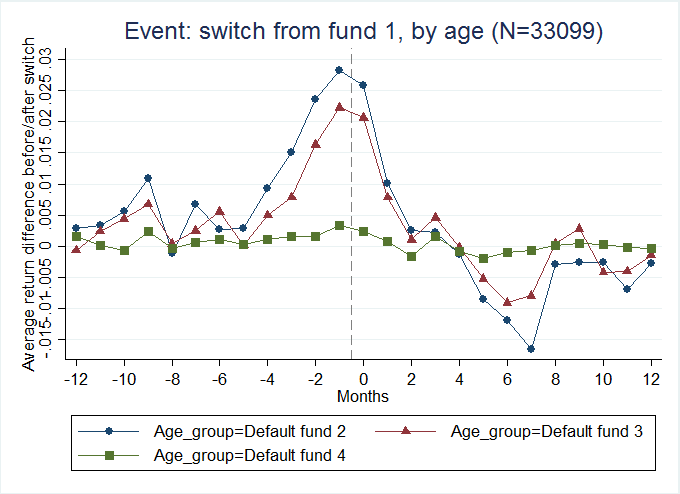 Event: switch from fund 1, by age (N=33099)
Average return difference before/after switch
.03
.025
.02
.015
.01
.005
0
-.005
-.01
-.015
-12 -10 -8 -6 -4 -2 0 2 4 6 8 10 12
Months
Age_group=Default fund 2 Age_group=Default fund 3
Age_group=Default fund 4